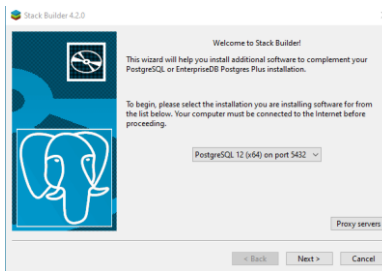 Stack Builder 4.2.0
Welcome to Stack Builder!
This wizard will help you install additional software to complement your
PostgreSQL or EnterpriseDB Postgres Plus installation.
To begin, please select the installation you are installing software for from
the list below. Your computer must be connected to the Internet before
proceeding.
PostgreSQL 12 (x64) on port 5432
Proxy servers
< Back Next > Cancel